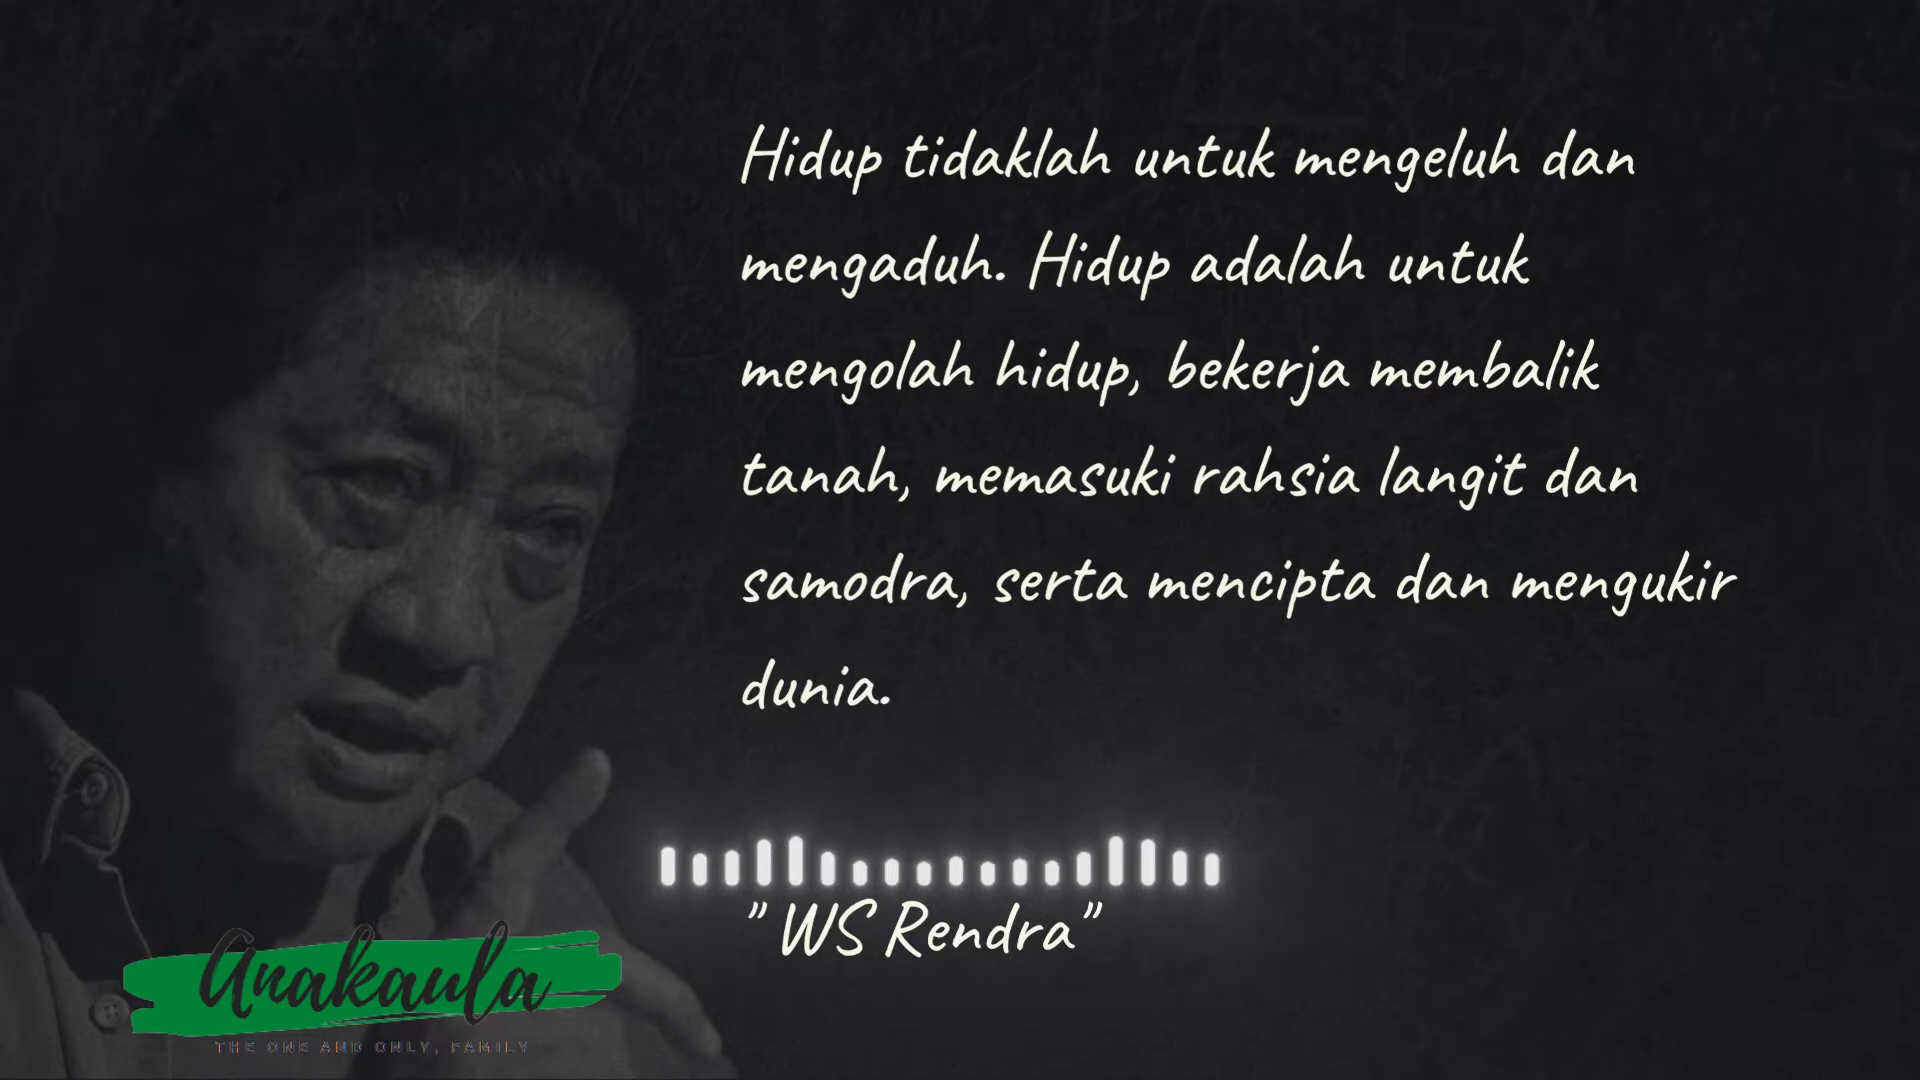 Hidup tidaklah untuk mengeluh dan
mengaduh. Hidup adalah untuk
mengolah hidup, bekerja membalik
tanah, memasuki rahsia langit dan
samodra, serta mencipta dan mengukir
dunia.
" WS Rendra"
Anakaula
THE ONE AND ONLY, FAMILY